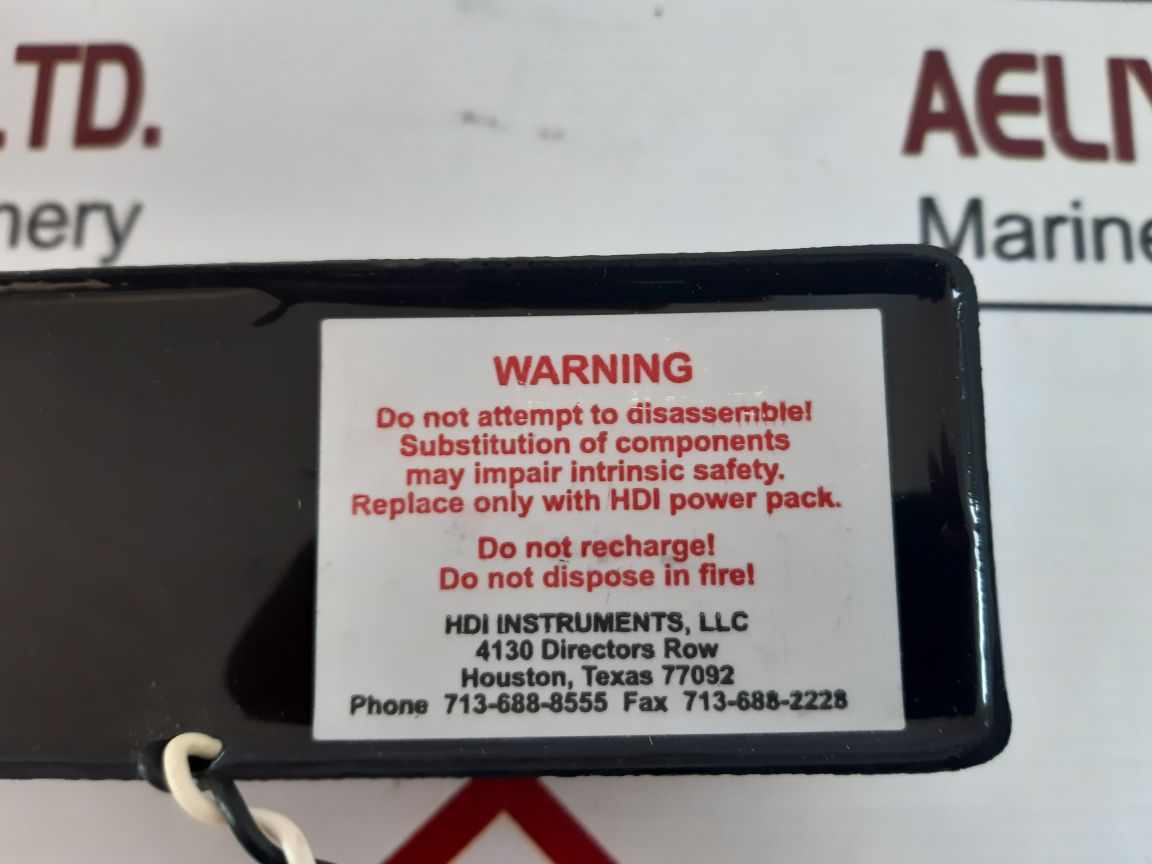 LTD.
AELIY
nery
Marine
WARNING
Do not attempt to disassemble!
Substitution of components
may impair intrinsic safety.
Replace only with HDI power pack.
Do not recharge!
Do not dispose in fire!
HDI INSTRUMENTS, LLC
4130 Directors Row
Houston, Texas 77092
Phone 713-688-8555 Fax 713-688-2228